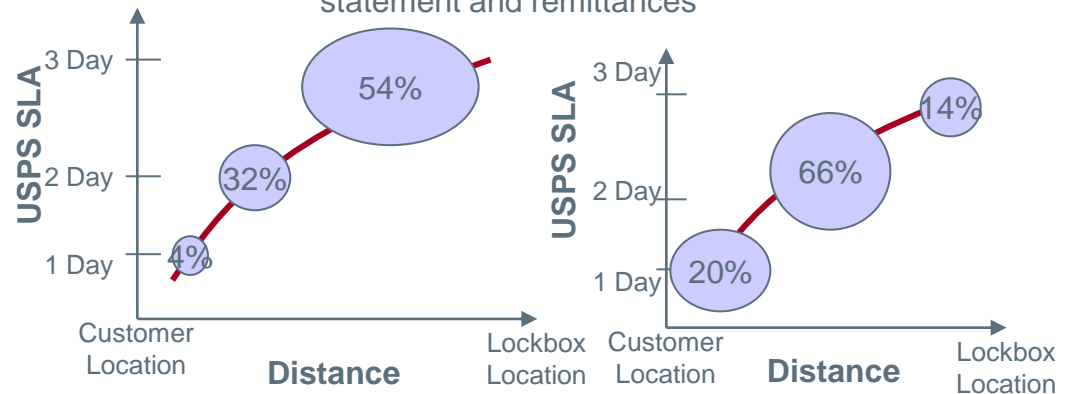 statement and remittances
USPS SLA
3 Day
2 Day
1 Day
54%
32%
4%
Customer
Location
Distance
Lockbox
Location
USPS SLA
3 Day
2 Day
1 Day
14%
66%
20%
Customer
Location
Distance
Lockbox
Location